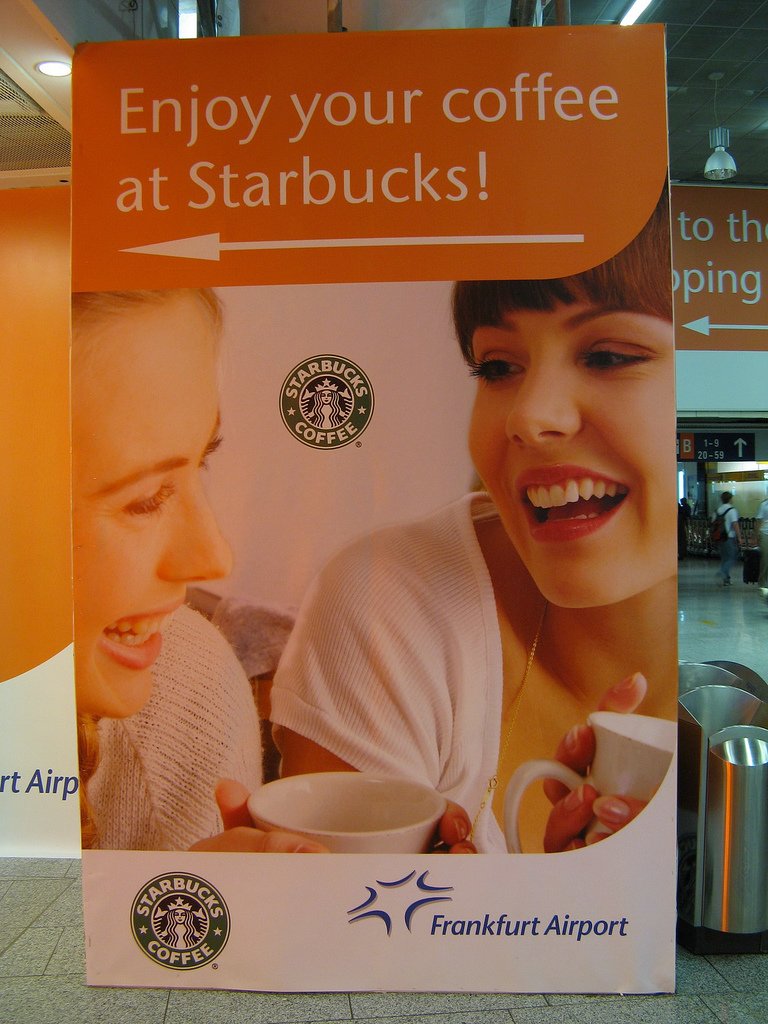 Enjoy your coffee
at Starbucks!
STARBUCKS
COFFEE
®
to the
pping
B 1-9
20-59
rt Airp
STARBUCKS
COFFEE
®
Frankfurt Airport